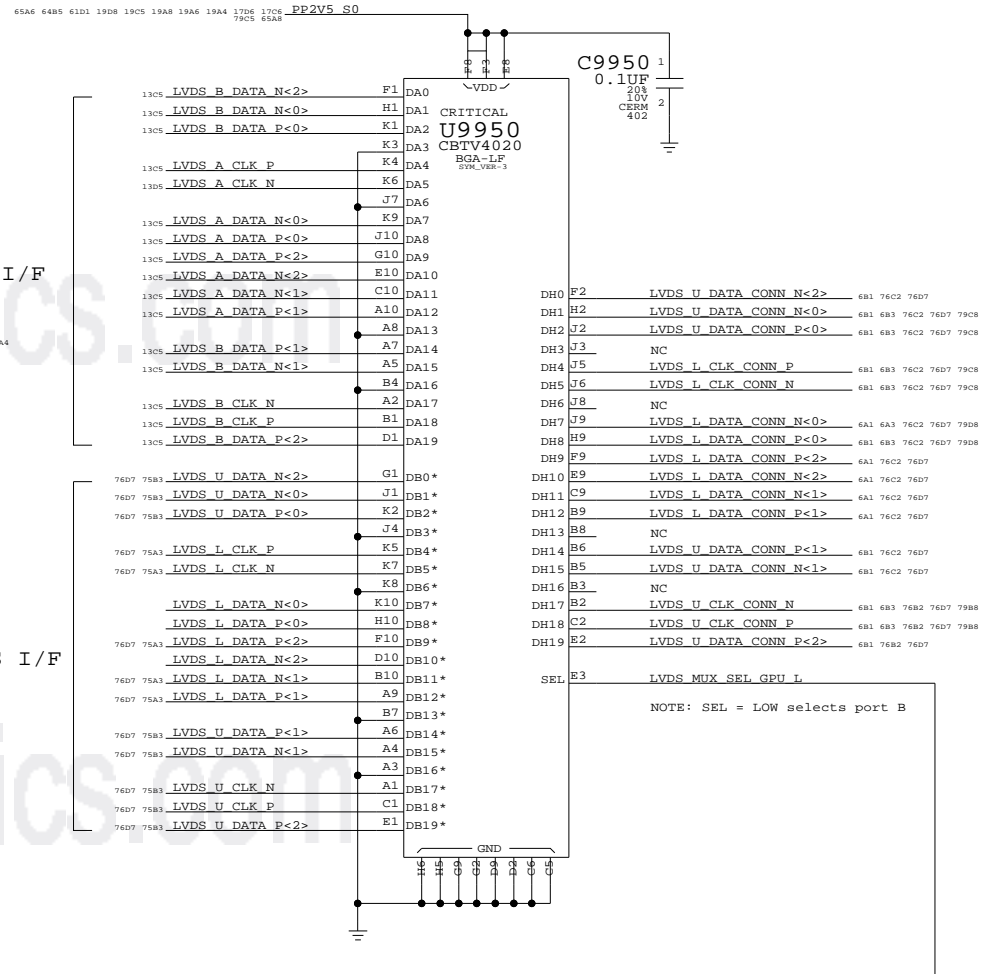 65A6 64B5 61D1 19D8 19C5 19A8 19A6 19A4 17D6 17C6 PP2V5_S0
79C5 65A8
F8 F3 E8
VDD
C9950 1
0.1UF
20%
10V
CERM
402
2
CRITICAL
U9950
CBTV4020
BGA-LF
SYM_VER-3
13C5 LVDS_B_DATA_N<2> F1 DA0
13C5 LVDS_B_DATA_N<0> H1 DA1
13C5 LVDS_B_DATA_P<0> K1 DA2
K3 DA3
13C5 LVDS_A_CLK_P K4 DA4
13D5 LVDS_A_CLK_N K6 DA5
J7 DA6
13C5 LVDS_A_DATA_N<0> K9 DA7
13C5 LVDS_A_DATA_P<0> J10 DA8
13C5 LVDS_A_DATA_P<2> G10 DA9
I/F
13C5 LVDS_A_DATA_N<2> E10 DA10
13C5 LVDS_A_DATA_N<1> C10 DA11
13C5 LVDS_A_DATA_P<1> A10 DA12
A8 DA13
A4
13C5 LVDS_B_DATA_P<1> A7 DA14
13C5 LVDS_B_DATA_N<1> A5 DA15
B4 DA16
13C5 LVDS_B_CLK_N A2 DA17
13C5 LVDS_B_CLK_P B1 DA18
13C5 LVDS_B_DATA_P<2> D1 DA19
76D7 75B3 LVDS_U_DATA_N<2> G1 DB0*
76D7 75B3 LVDS_U_DATA_N<0> J1 DB1*
76D7 75B3 LVDS_U_DATA_P<0> K2 DB2*
J4 DB3*
76D7 75A3 LVDS_L_CLK_P K5 DB4*
76D7 75A3 LVDS_L_CLK_N K7 DB5*
K8 DB6*
LVDS_L_DATA_N<0> K10 DB7*
LVDS_L_DATA_P<0> H10 DB8*
76D7 75A3 LVDS_L_DATA_P<2> F10 DB9*
I/F
LVDS_L_DATA_N<2> D10 DB10*
76D7 75A3 LVDS_L_DATA_N<1> B10 DB11*
76D7 75A3 LVDS_L_DATA_P<1> A9 DB12*
B7 DB13*
76D7 75B3 LVDS_U_DATA_P<1> A6 DB14*
76D7 75B3 LVDS_U_DATA_N<1> A4 DB15*
A3 DB16*
76D7 75B3 LVDS_U_CLK_N A1 DB17*
76D7 75B3 LVDS_U_CLK_P C1 DB18*
76D7 75B3 LVDS_U_DATA_P<2> E1 DB19*
DH0 F2 LVDS_U_DATA_CONN_N<2> 6B1 76C2 76D7
DH1 H2 LVDS_U_DATA_CONN_N<0> 6B1 6B3 76C2 76D7 79C8
DH2 J2 LVDS_U_DATA_CONN_P<0> 6B1 6B3 76C2 76D7 79C8
DH3 J3 NC
DH4 J5 LVDS_L_CLK_CONN_P 6B1 6B3 76C2 76D7 79C8
DH5 J6 LVDS_L_CLK_CONN_N 6B1 6B3 76C2 76D7 79C8
DH6 J8 NC
DH7 J9 LVDS_L_DATA_CONN_N<0> 6A1 6A3 76C2 76D7 79D8
DH8 H9 LVDS_L_DATA_CONN_P<0> 6B1 6B3 76C2 76D7 79D8
DH9 F9 LVDS_L_DATA_CONN_P<2> 6A1 76C2 76D7
DH10 E9 LVDS_L_DATA_CONN_N<2> 6A1 76C2 76D7
DH11 C9 LVDS_L_DATA_CONN_N<1> 6A1 76C2 76D7
DH12 B9 LVDS_L_DATA_CONN_P<1> 6A1 76C2 76D7
DH13 B8 NC
DH14 B6 LVDS_U_DATA_CONN_P<1> 6B1 76C2 76D7
DH15 B5 LVDS_U_DATA_CONN_N<1> 6B1 76C2 76D7
DH16 B3 NC
DH17 B2 LVDS_U_CLK_CONN_N 6B1 6B3 76B2 76D7 79B8
DH18 C2 LVDS_U_CLK_CONN_P 6B1 6B3 76B2 76D7 79B8
DH19 E2 LVDS_U_DATA_CONN_P<2> 6B1 76B2 76D7
SEL E3 LVDS_MUX_SEL_GPU_L
NOTE: SEL = LOW selects port B
GND
H6 H5 G9 G2 D9 D2 C6 C5
cs.com
ics.com